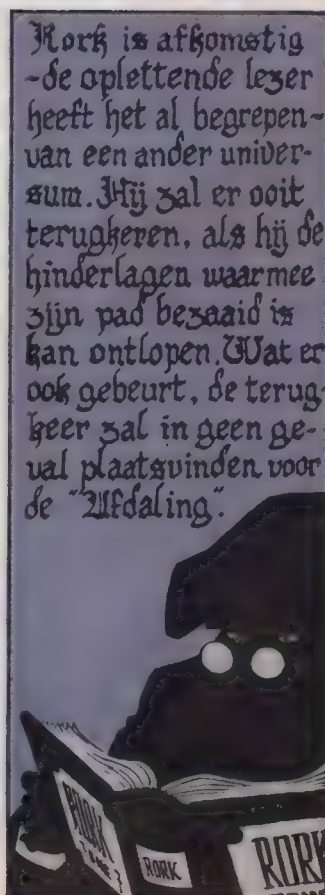 Rork is afkomstig
-de oplettende lezer
heeft het al begrepen-
van een ander univer-
sum. Hij zal er ooit
terugkeren, als hij de
hinderlagen waarmee
zijn pad bezaaid is
kan ontlopen. Wat er
ook gebeurt, de terug
keer zal in geen ge-
val plaatsvinden voor
de "Afdaling".
RORK
RORK